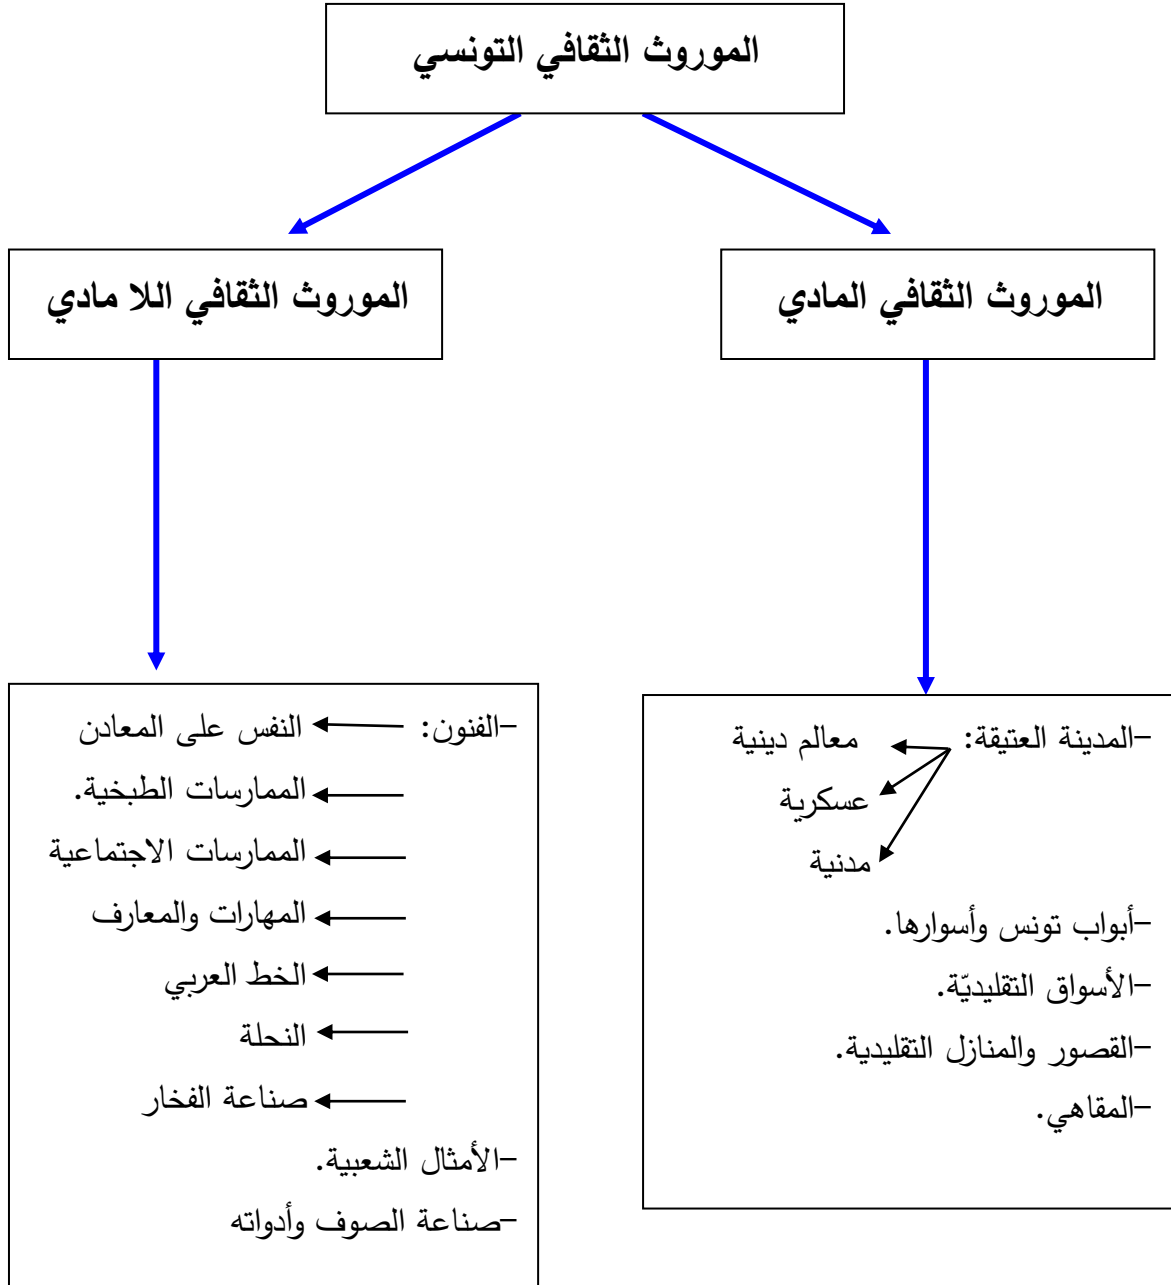 الموروث الثقافي التونسي
الموروث الثقافي المادي
الموروث الثقافي اللا مادي
-المدينة العتيقة: معالم دينية
عسكرية
مدنية
-أبواب تونس وأسوارها.
-الأسواق التقليديّة.
-القصور والمنازل التقليدية.
-المقاهي.
-الفنون: النفس على المعادن
الممارسات الطبخية.
الممارسات الاجتماعية
المهارات والمعارف
الخط العربي
النحلة
صناعة الفخار
-الأمثال الشعبية.
-صناعة الصوف وأدواته